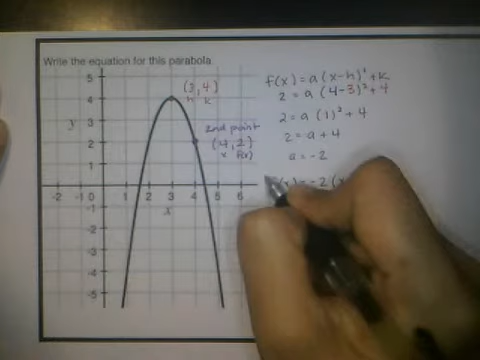 Write the equation for this parabola.
5
4
3
2
1
-2 -1 0 1 2 3 4 5 6
-1
-2
-3
-4
-5
y
x
(3,4)
h k
2nd point
(4,2)
x f(x)
f(x) = a(x-h)² + k
2 = a(4-3)² + 4
2 = a(1)² + 4
2 = a + 4
a = -2
(x) = -2(x